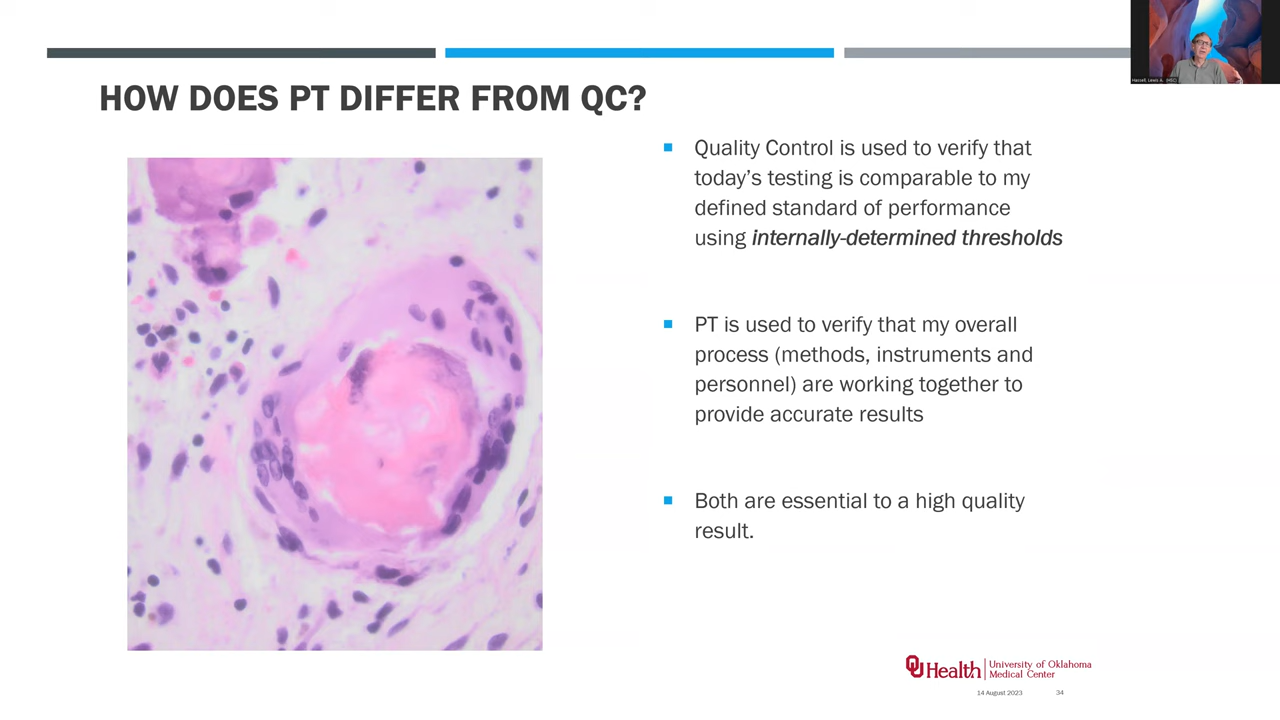 HOW DOES PT DIFFER FROM QC?
Quality Control is used to verify that
today’s testing is comparable to my
defined standard of performance
using internally-determined thresholds
PT is used to verify that my overall
process (methods, instruments and
personnel) are working together to
provide accurate results
Both are essential to a high quality
result.
Hassell, Lewis A. (HSC)
OU Health University of Oklahoma
Medical Center
14 August 2023 34